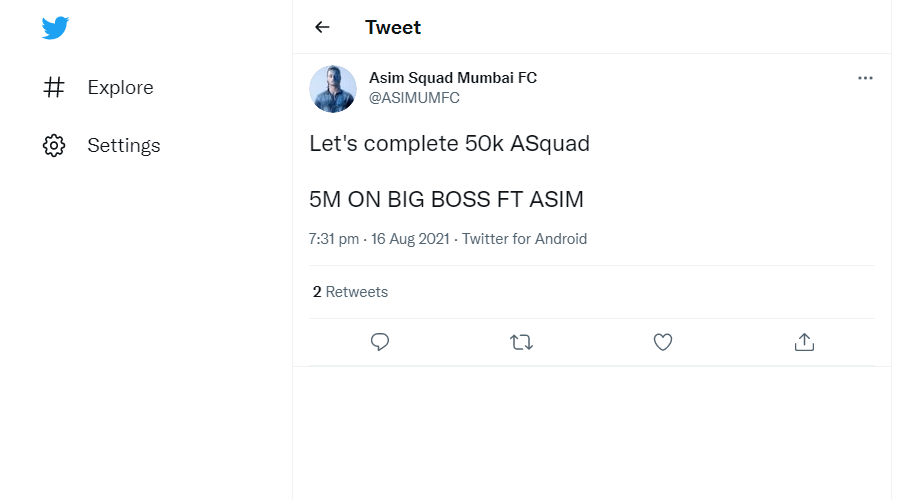 Tweet
Explore
Settings
Asim Squad Mumbai FC
@ASIMUMFC
Let's complete 50k ASquad
5M ON BIG BOSS FT ASIM
7:31 pm · 16 Aug 2021 · Twitter for Android
2 Retweets